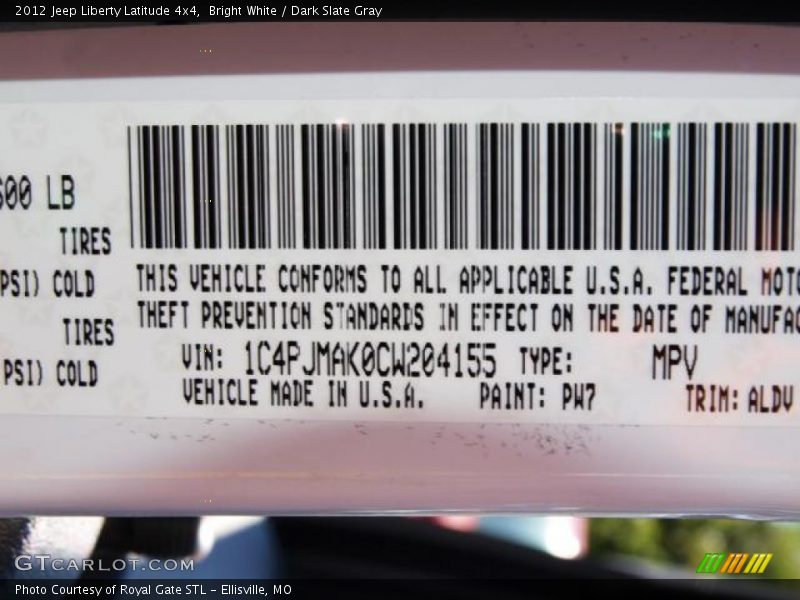 2012 Jeep Liberty Latitude 4x4, Bright White / Dark Slate Gray
600 LB
TIRES
PSI) COLD
TIRES
PSI) COLD
THIS VEHICLE CONFORMS TO ALL APPLICABLE U.S.A. FEDERAL MOTO
THEFT PREVENTION STANDARDS IN EFFECT ON THE DATE OF MANUFAC
VIN: 1C4PJMAK0CW204155 TYPE: MPV
VEHICLE MADE IN U.S.A. PAINT: PW7 TRIM: ALDV
GTCARLOT.COM
Photo Courtesy of Royal Gate STL - Ellisville, MO